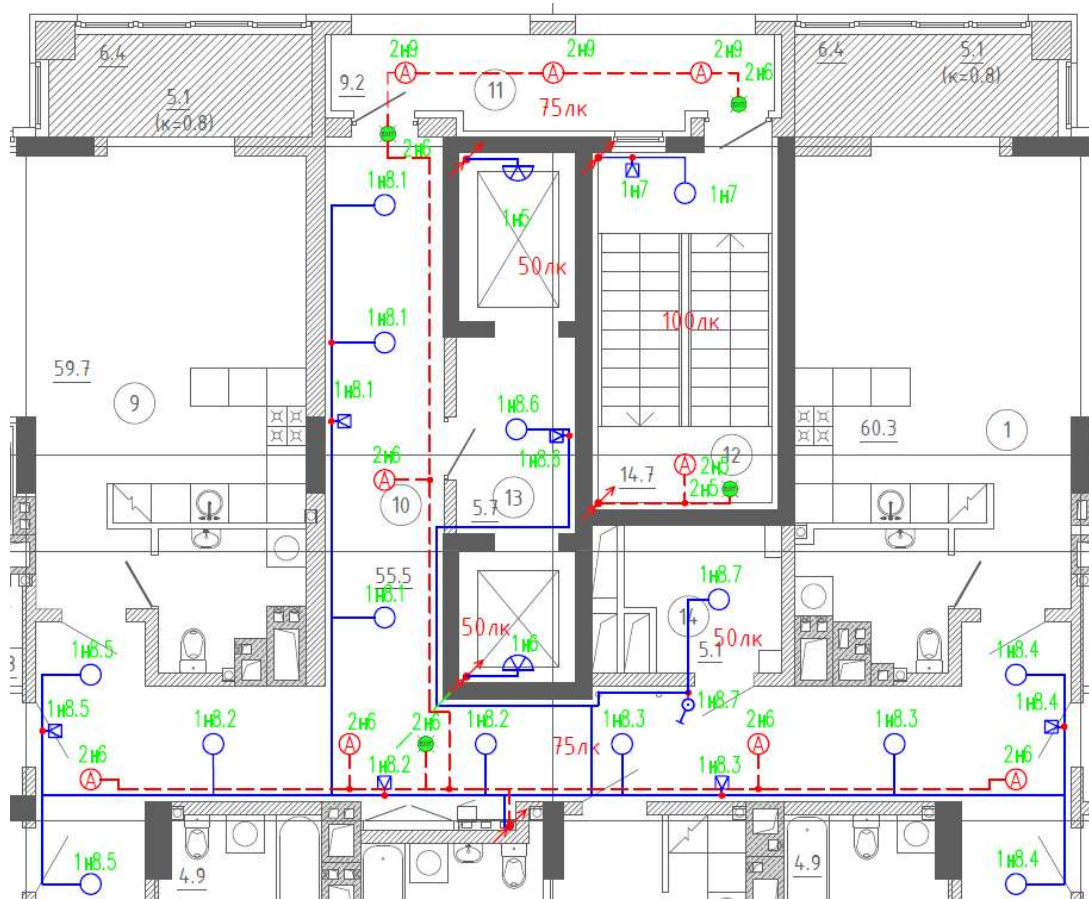 2н9 2н9 2н9
6.4 6.4 5.1
(к=0.8)
2н6
9.2 11
5.1
(к=0.8)
75лк
EXIT
EXIT
2н6
1н8.1 1н7 1н7
1н5
50лк
100лк
1н8.1
59.7
9 1н8.1 1н8.6 60.3 1
1н8.6
2н6 12
14.7 2н5
10 13 2н5
5.7 EXIT
55.5 1н8.7
1н8.1 14
50лк 1н6 50лк
5.1
1н8.5 1н8.4
1н8.5 1н8.7 1н8.4
1н8.2 2н6 2н6 1н8.2 1н8.3 2н6 1н8.3
75лк
EXIT
2н6 1н8.2 1н8.3 2н6
1н8.5 4.9 4.9 1н8.4
А А А
А А
А А А А